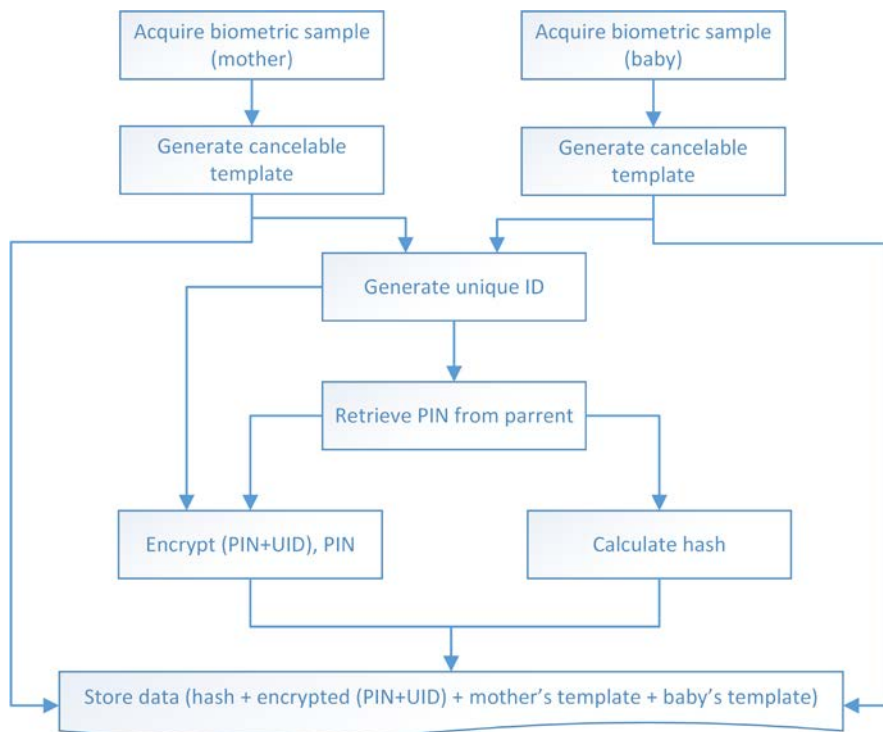 Acquire biometric sample
(mother)
Acquire biometric sample
(baby)
Generate cancelable
template
Generate cancelable
template
Generate unique ID
Retrieve PIN from parrent
Encrypt (PIN+UID), PIN
Calculate hash
Store data (hash + encrypted (PIN+UID) + mother's template + baby's template)